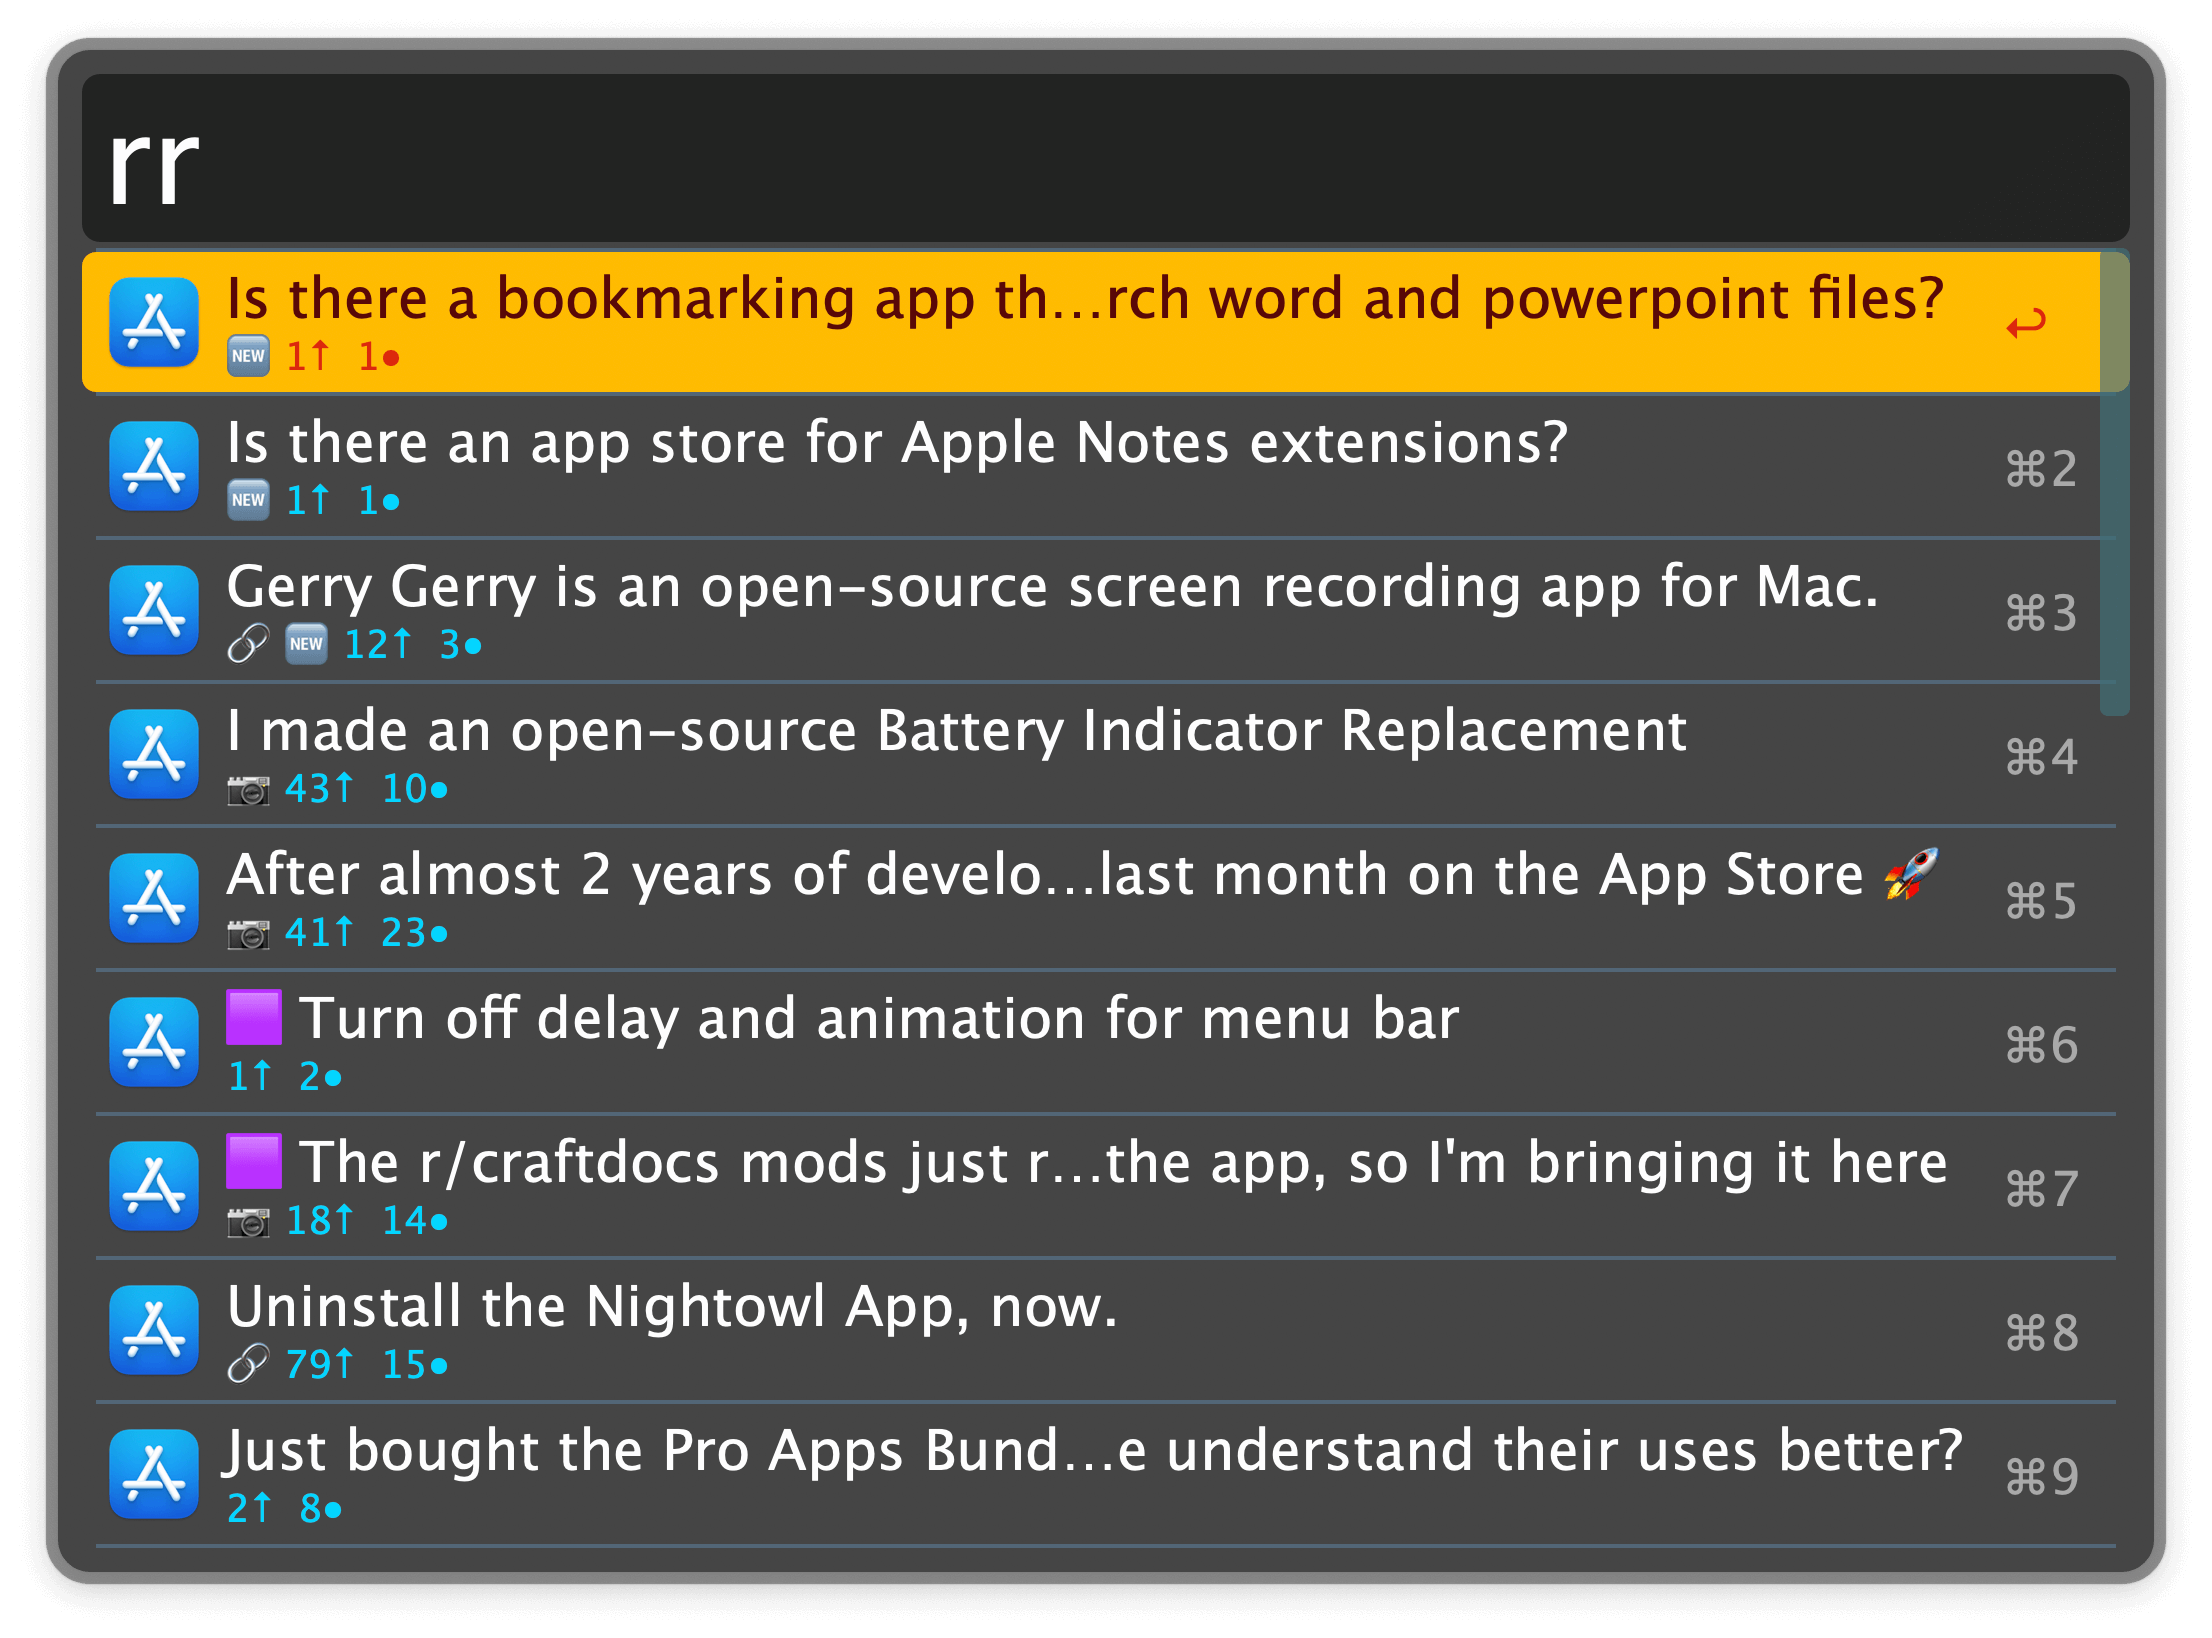 rr
Is there a bookmarking app th…rch word and powerpoint files?
NEW 1↑ 1●
Is there an app store for Apple Notes extensions?
⌘2
NEW 1↑ 1●
Gerry Gerry is an open-source screen recording app for Mac.
⌘3
NEW 12↑ 3●
I made an open-source Battery Indicator Replacement
⌘4
43↑ 10●
After almost 2 years of develo…last month on the App Store 🚀
⌘5
41↑ 23●
Turn off delay and animation for menu bar
⌘6
1↑ 2●
The r/craftdocs mods just r…the app, so I'm bringing it here
⌘7
18↑ 14●
Uninstall the Nightowl App, now.
⌘8
79↑ 15●
Just bought the Pro Apps Bund…e understand their uses better?
⌘9
2↑ 8●